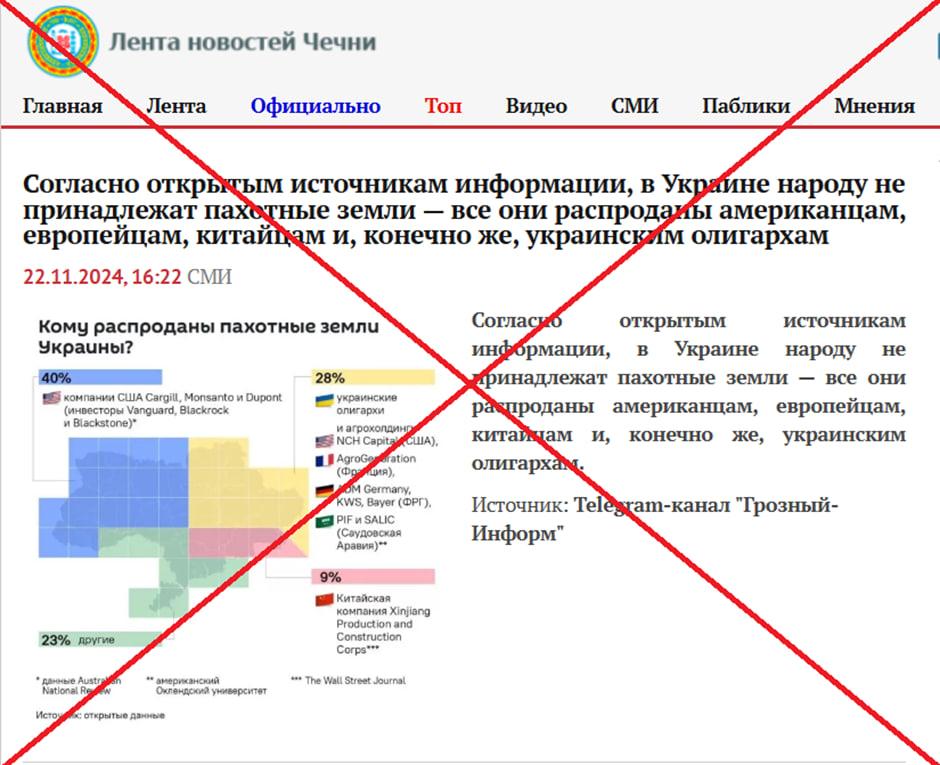 Лента новостей Чечни
Главная Лента Официально Топ Видео СМИ Паблики Мнения
Согласно открытым источникам информации, в Украине народу не
принадлежат пахотные земли — все они распроданы американцам,
европейцам, китайцам и, конечно же, украинским олигархам
22.11.2024, 16:22 СМИ
Кому распроданы пахотные земли
Украины?
40%
компании США Cargill, Monsanto и Dupont
(инвесторы Vanguard, Blackrock
и Blackstone)*
28%
украинские
олигархи
и агрохолдинги
NCH Capital (США),
AgroGeneration
(Франция),
ADM Germany,
KWS, Bayer (ФРГ),
PIF и SALIC
(Саудовская
Аравия)**
9%
Китайская
компания Xinjiang
Production and
Construction
Corps***
23% другие
* данные Australian
National Review
** американский
Оклендский университет
*** The Wall Street Journal
Источник: открытые данные
Согласно открытым источникам
информации, в Украине народу не
принадлежат пахотные земли — все они
распроданы американцам, европейцам,
китайцам и, конечно же, украинским
олигархам.
Источник: Telegram-канал "Грозный-
Информ"